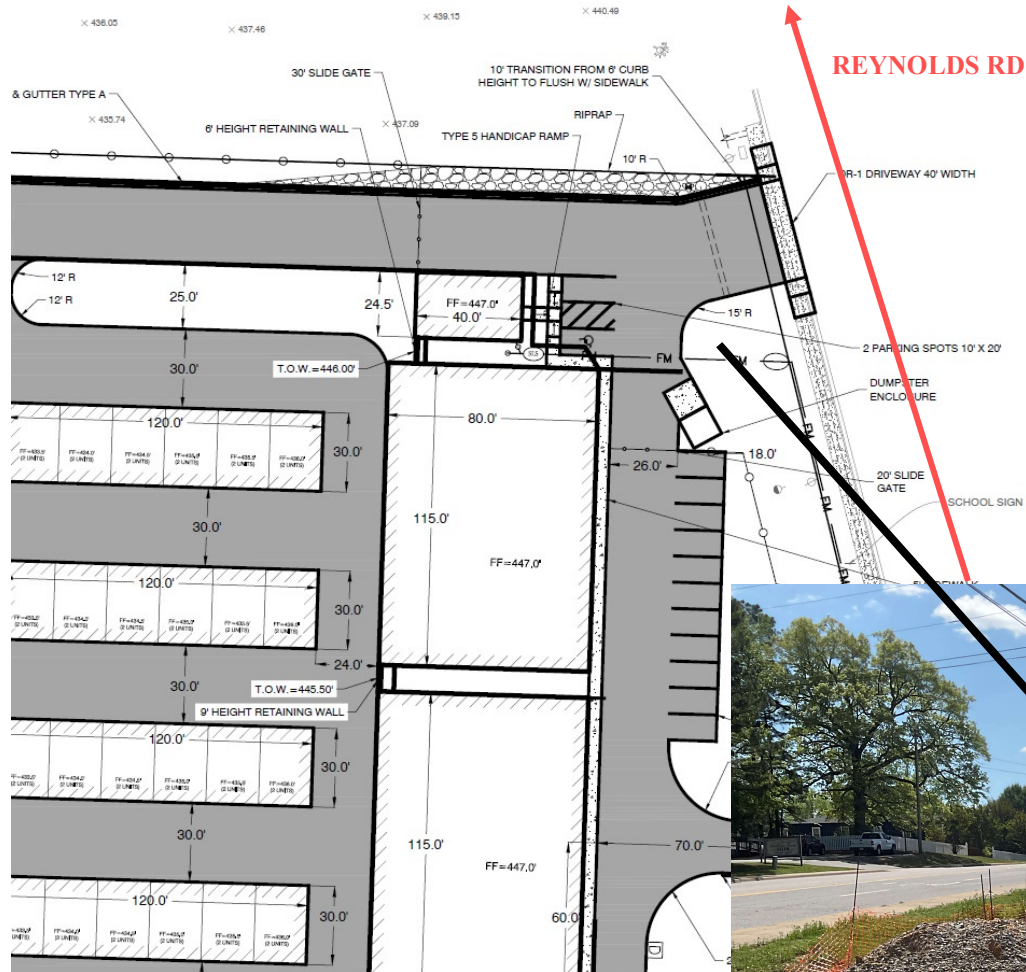 436.05
437.46
439.15
440.49
REYNOLDS RD
30' SLIDE GATE
10' TRANSITION FROM 6' CURB
HEIGHT TO FLUSH W/ SIDEWALK
& GUTTER TYPE A
435.74
437.09
RIPRAP
6' HEIGHT RETAINING WALL
TYPE 5 HANDICAP RAMP
10' R
DR-1 DRIVEWAY 40' WIDTH
12' R
12' R
25.0'
24.5'
FF=447.0'
40.0'
15' R
2 PARKING SPOTS 10' X 20'
T.O.W.=446.00'
FM
FM
DUMPSTER
ENCLOSURE
30.0'
80.0'
120.0'
30.0'
FM
26.0'
18.0'
20' SLIDE
GATE
FM
SCHOOL SIGN
30.0'
115.0'
FF=447.0'
120.0'
30.0'
FM
24.0'
30.0'
T.O.W.=445.50'
9' HEIGHT RETAINING WALL
120.0'
30.0'
30.0'
115.0'
70.0'
FF=447.0'
120.0'
30.0'
60.0'
D